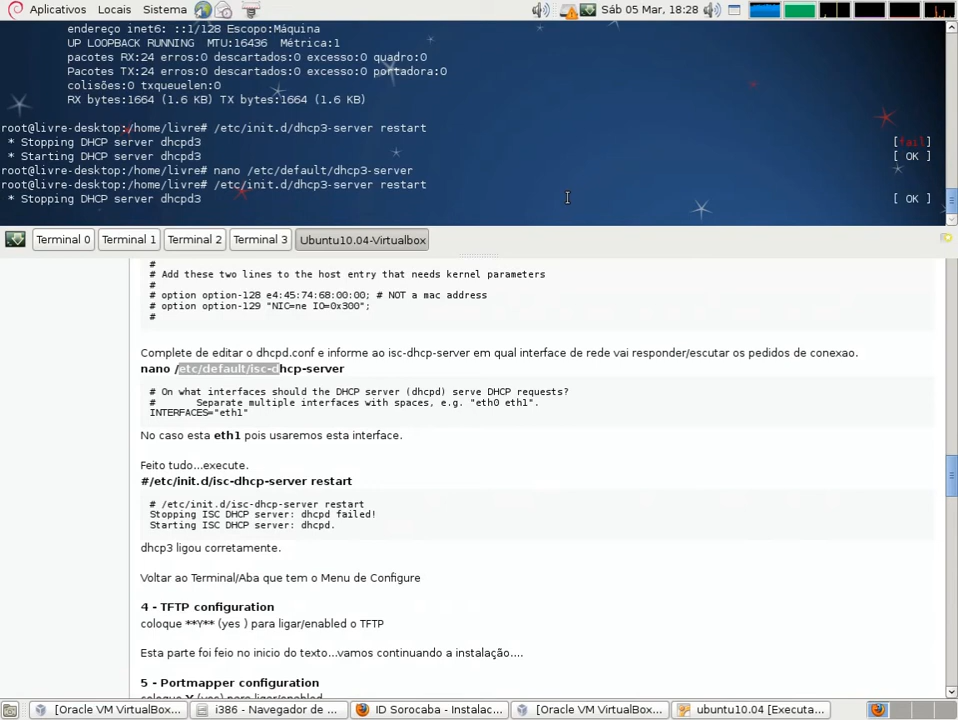 Aplicativos Locais Sistema Sáb 05 Mar, 18:28
endereço inet6: ::1/128 Escopo:Máquina
UP LOOPBACK RUNNING MTU:16436 Métrica:1
pacotes RX:24 erros:0 descartados:0 excesso:0 quadro:0
Pacotes TX:24 erros:0 descartados:0 excesso:0 portadora:0
colisões:0 txqueuelen:0
RX bytes:1664 (1.6 KB) TX bytes:1664 (1.6 KB)
root@livre-desktop:/home/livre# /etc/init.d/dhcp3-server restart
* Stopping DHCP server dhcpd3 [fail]
* Starting DHCP server dhcpd3 [ OK ]
root@livre-desktop:/home/livre# nano /etc/default/dhcp3-server
root@livre-desktop:/home/livre# /etc/init.d/dhcp3-server restart
* Stopping DHCP server dhcpd3 [ OK ]
Terminal 0 Terminal 1 Terminal 2 Terminal 3 Ubuntu10.04-Virtualbox
#
# Add these two lines to the host entry that needs kernel parameters
#
# option option-128 e4:45:74:68:00:00; # NOT a mac address
# option option-129 "NIC=ne IO=0x300";
#
Complete de editar o dhcpd.conf e informe ao isc-dhcp-server em qual interface de rede vai responder/escutar os pedidos de conexao.
nano /etc/default/isc-dhcp-server
# On what interfaces should the DHCP server (dhcpd) serve DHCP requests?
# Separate multiple interfaces with spaces, e.g. "eth0 eth1".
INTERFACES="eth1"
No caso esta eth1 pois usaremos esta interface.
Feito tudo...execute.
#/etc/init.d/isc-dhcp-server restart
# /etc/init.d/isc-dhcp-server restart
Stopping ISC DHCP server: dhcpd failed!
Starting ISC DHCP server: dhcpd.
dhcp3 ligou corretamente.
Voltar ao Terminal/Aba que tem o Menu de Configure
4 - TFTP configuration
coloque **Y** (yes ) para ligar/enabled o TFTP
Esta parte foi feio no inicio do texto...vamos continuando a instalação....
5 - Portmapper configuration
coloque Y (yes) para ligar/enabled
[Oracle VM VirtualBox... i386 - Navegador de ... ID Sorocaba - Instalac... [Oracle VM VirtualBox... ubuntu10.04 [Executa...